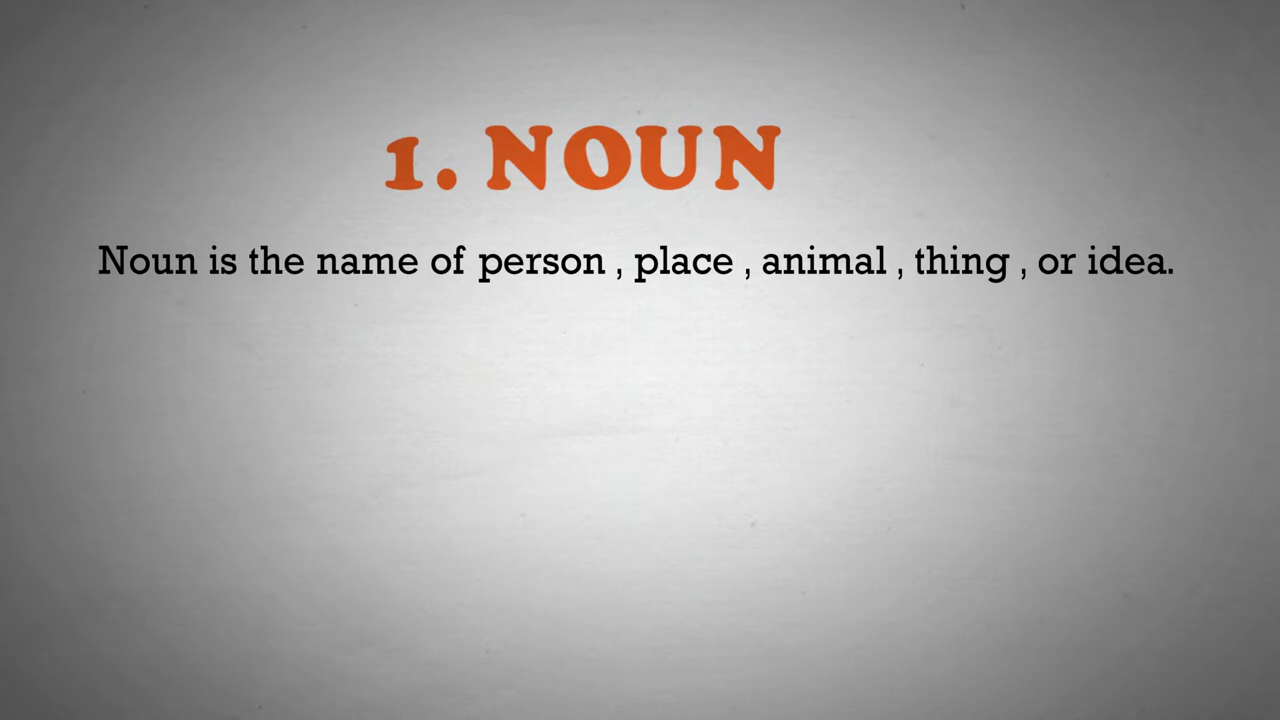 1. NOUN
Noun is the name of person , place , animal , thing , or idea.